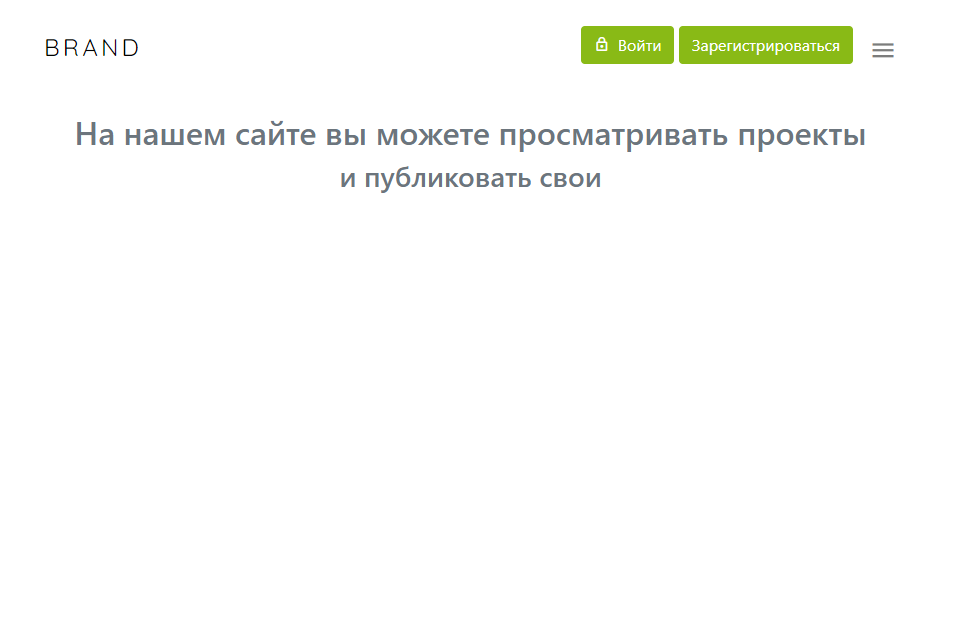 BRAND
Войти
Зарегистрироваться
На нашем сайте вы можете просматривать проекты
и публиковать свои